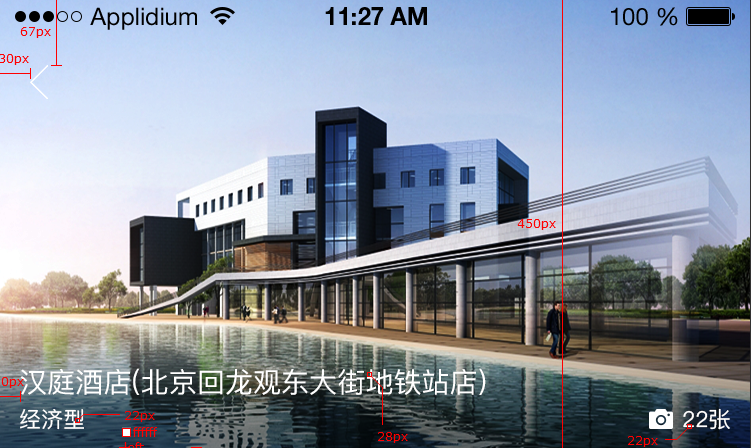 Applidium 11:27 AM 100 %
67px
30px
450px
汉庭酒店(北京回龙观东大街地铁站店)
经济型
22px
#ffffff
22张
28px
22px